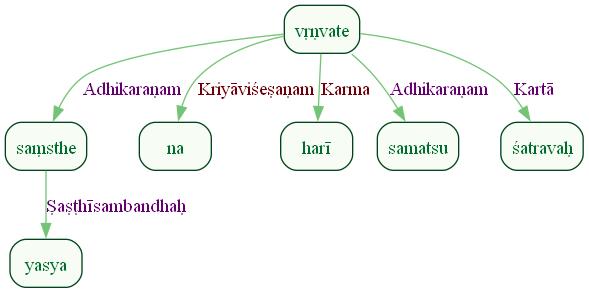 vṛṇvate
Adhikaraṇam Kriyāviśeṣaṇam Karma Adhikaraṇam Kartā
saṃsthe na harī samatsu śatravaḥ
Ṣaṣṭhīsambandhaḥ
yasya